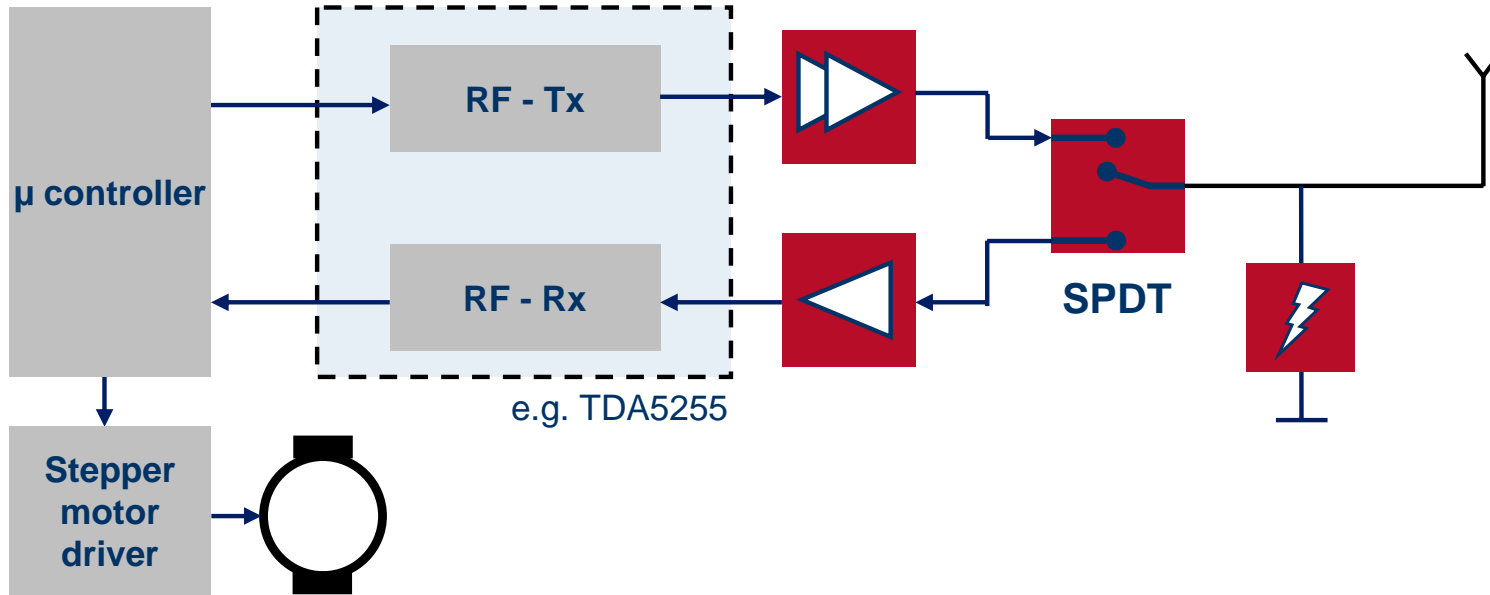 RF - Tx
µ controller
RF - Rx
SPDT
e.g. TDA5255
Stepper
motor
driver